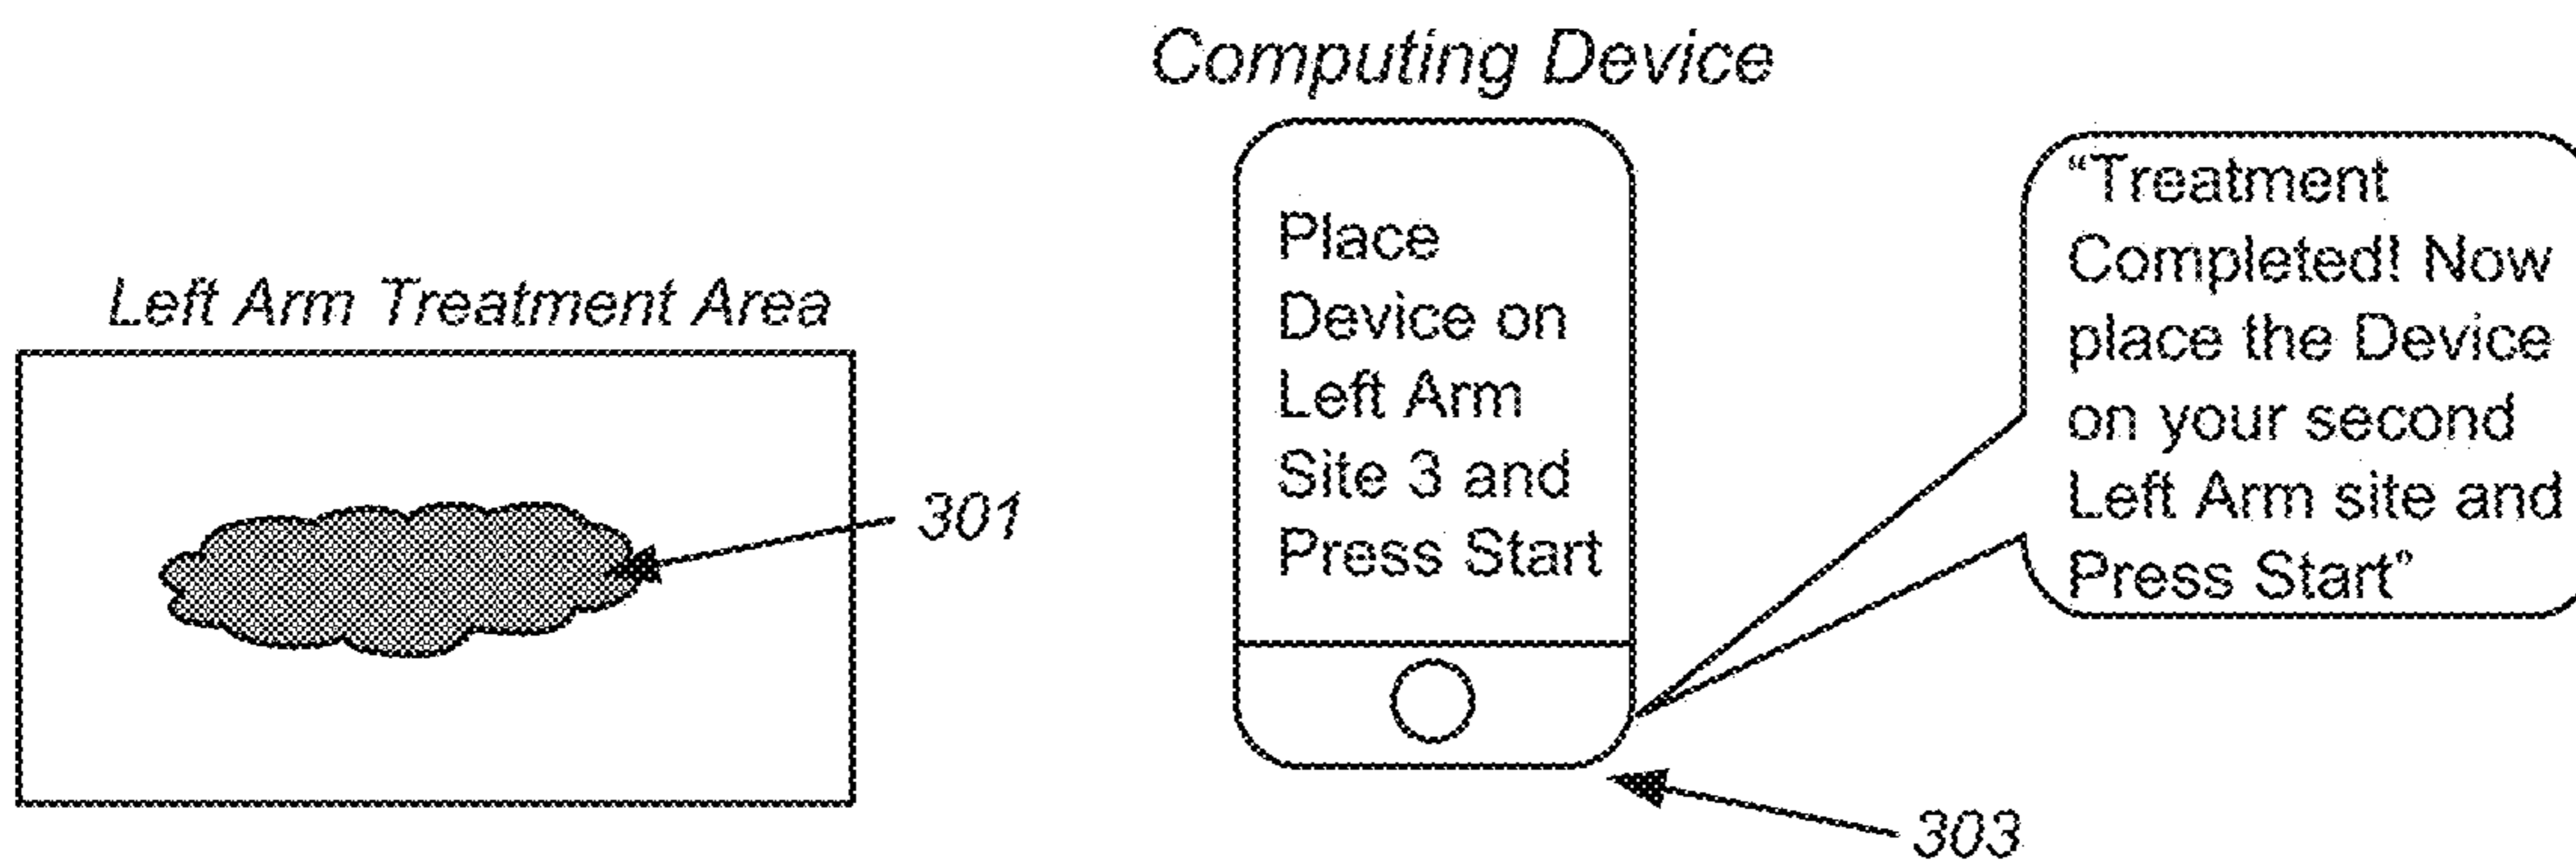 Computing Device
Left Arm Treatment Area
301
Place
Device on
Left Arm
Site 3 and
Press Start
"Treatment
Completed! Now
place the Device
on your second
Left Arm site and
Press Start"
303